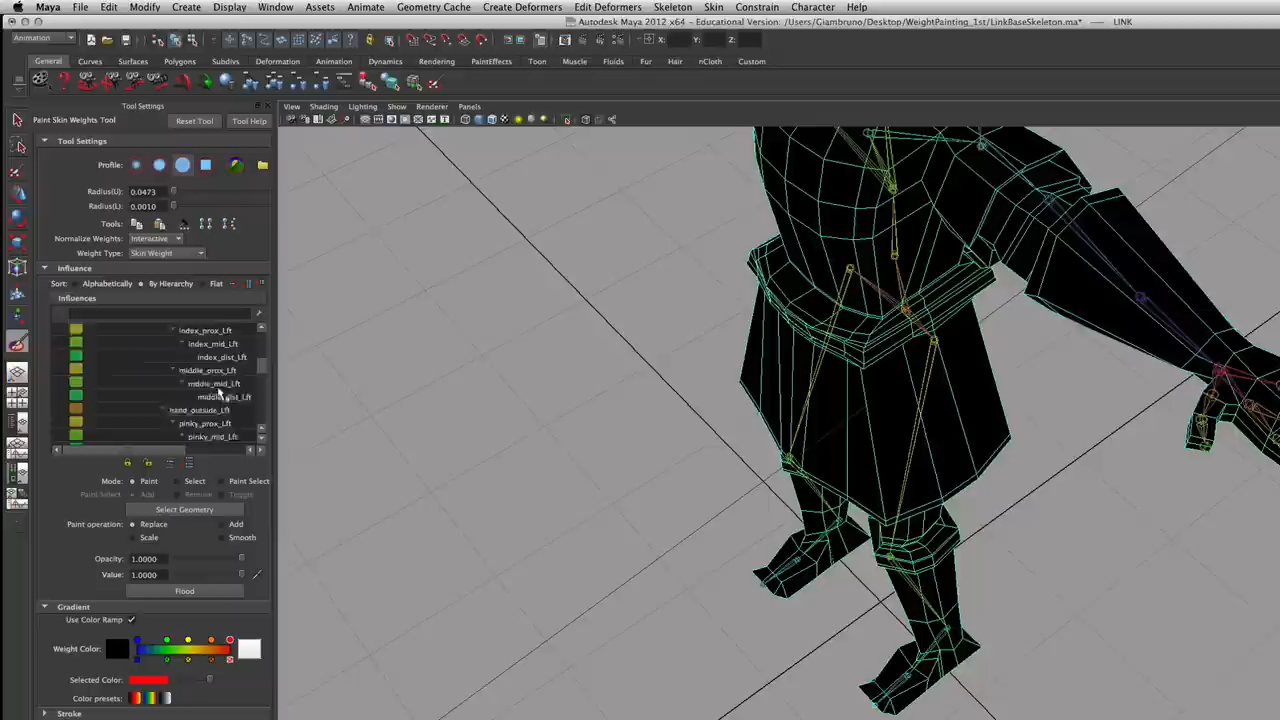 Maya File Edit Modify Create Display Window Assets Animate Geometry Cache Create Deformers Edit Deformers Skeleton Skin Constrain Character Help
Autodesk Maya 2012 x64 - Educational Version: /Users/Giambruno/Desktop/WeightPainting_1st/LinkBaseSkeleton.ma* ---- LINK
Animation X: Y: Z:
General Curves Surfaces Polygons Subdivs Deformation Animation Dynamics Rendering PaintEffects Toon Muscle Fluids Fur Hair nCloth Custom
Tool Settings
View Shading Lighting Show Renderer Panels
Paint Skin Weights Tool Reset Tool Tool Help
Tool Settings
Profile:
Radius(U): 0.0473
Radius(L): 0.0010
Tools:
Normalize Weights: Interactive
Weight Type: Skin Weight
Influence
Sort: Alphabetically By Hierarchy Flat
Influences
index_prox_Lft
index_mid_Lft
index_dist_Lft
middle_prox_Lft
middle_mid_Lft
middle_dist_Lft
hand_outside_Lft
pinky_prox_Lft
pinky_mid_Lft
Mode: Paint Select Paint Select
Paint Select: Add Remove Toggle
Select Geometry
Paint operation: Replace Add
Scale Smooth
Opacity: 1.0000
Value: 1.0000
Flood
Gradient
Use Color Ramp
Weight Color:
Selected Color:
Color presets:
Stroke